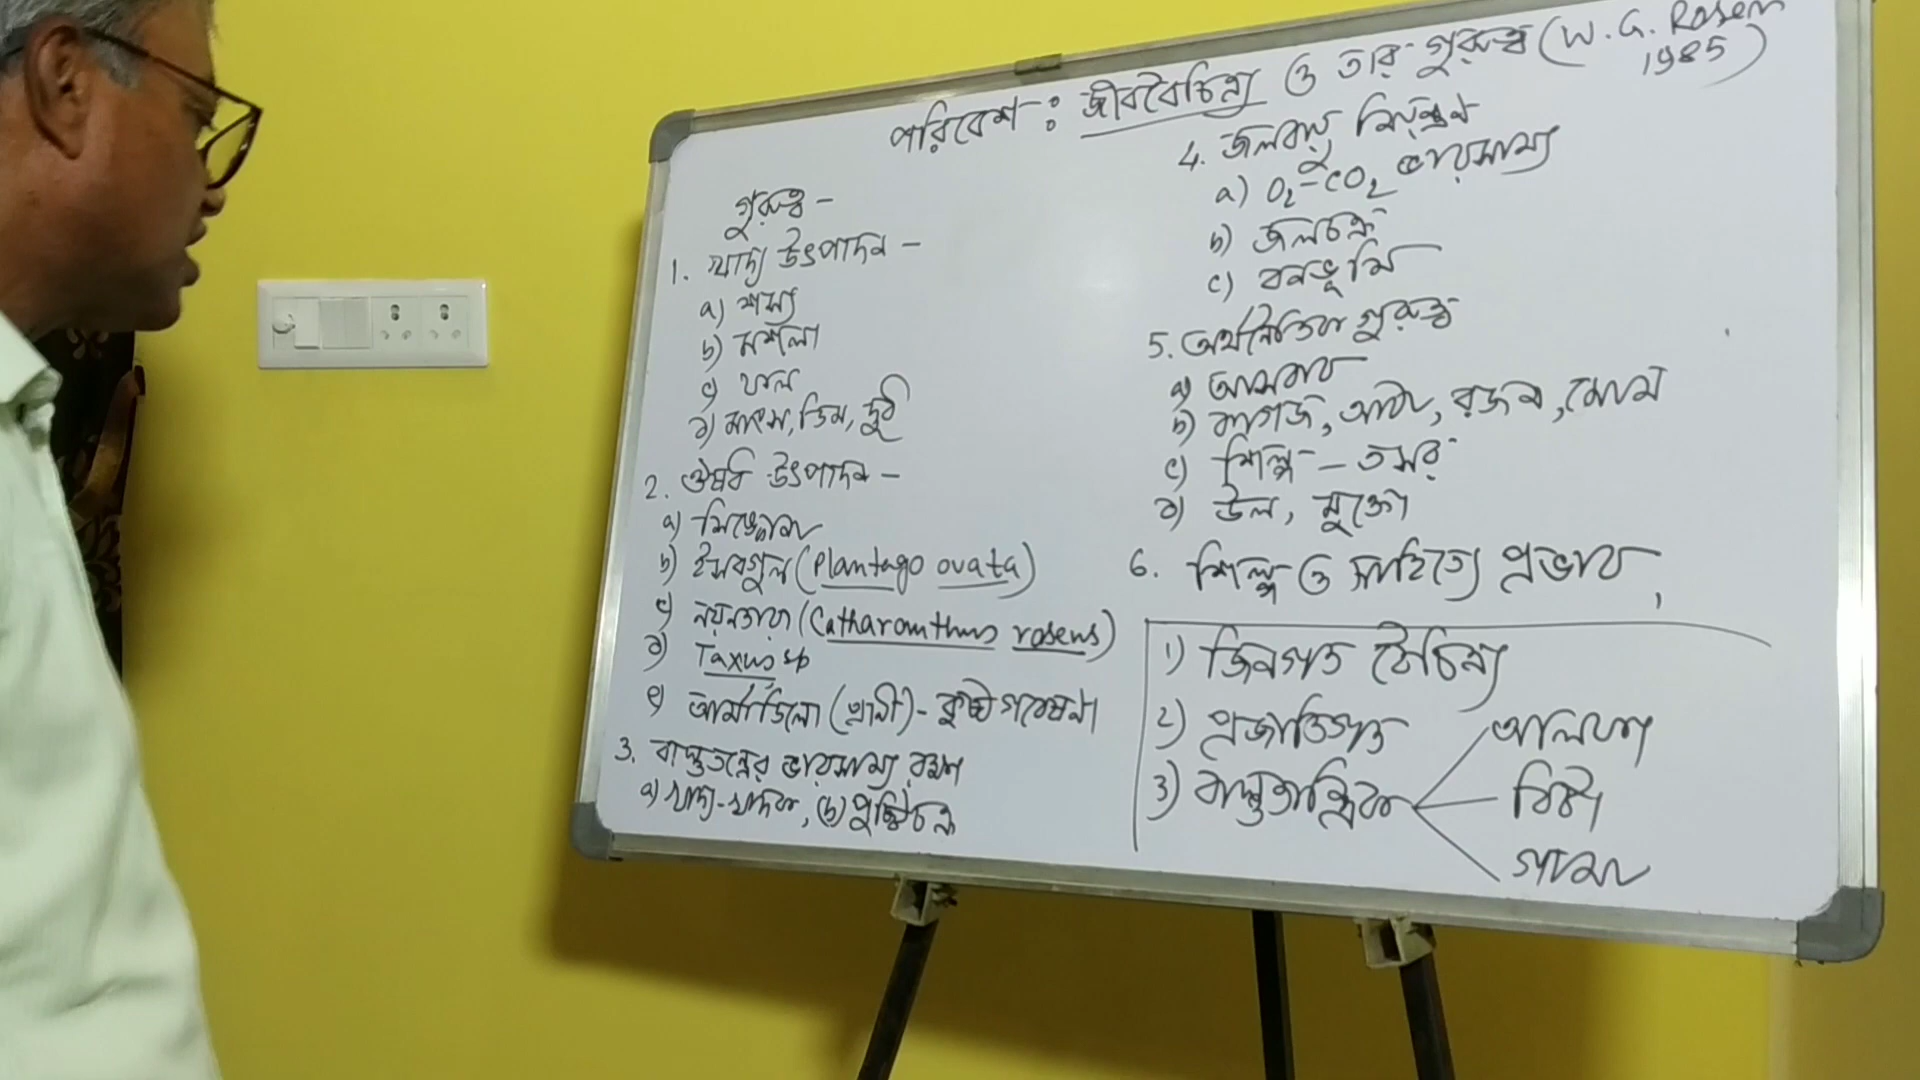 পরিবেশ : জীববৈচিত্র্য ও তার গুরুত্ব (W. G. Rosen 1985)
গুরুত্ব -
1. খাদ্য উৎপাদন -
a) শস্য
b) মশলা
c) ফল
d) মাংস, ডিম, দুধ
2. ঔষধি উৎপাদন -
a) সিঙ্কোনা
b) ইসবগুল (Plantago ovata)
c) নয়নতারা (Catharanthus roseus)
d) Taxus sp
e) আর্মাডিলো (প্রানী) - কুষ্ঠ গবেষণা
3. বাস্তুতন্ত্রের ভারসাম্য রক্ষা
a) খাদ্য-খাদক, (b) পুষ্টিচক্র
4. জলবায়ু নিয়ন্ত্রণ
a) O2-CO2 ভারসাম্য
b) জলচক্র
c) বনভূমি
5. অর্থনৈতিক গুরুত্ব
a) আসবাব
b) কাগজ, আঠা, রজন, মোম
c) শিল্প - তসর
d) উল, মুক্তো
6. শিল্প ও সাহিত্যে প্রভাব
1) জিনগত বৈচিত্র্য
2) প্রজাতিগত
3) বাস্তুতান্ত্রিক
আলফা
বিটা
গামা